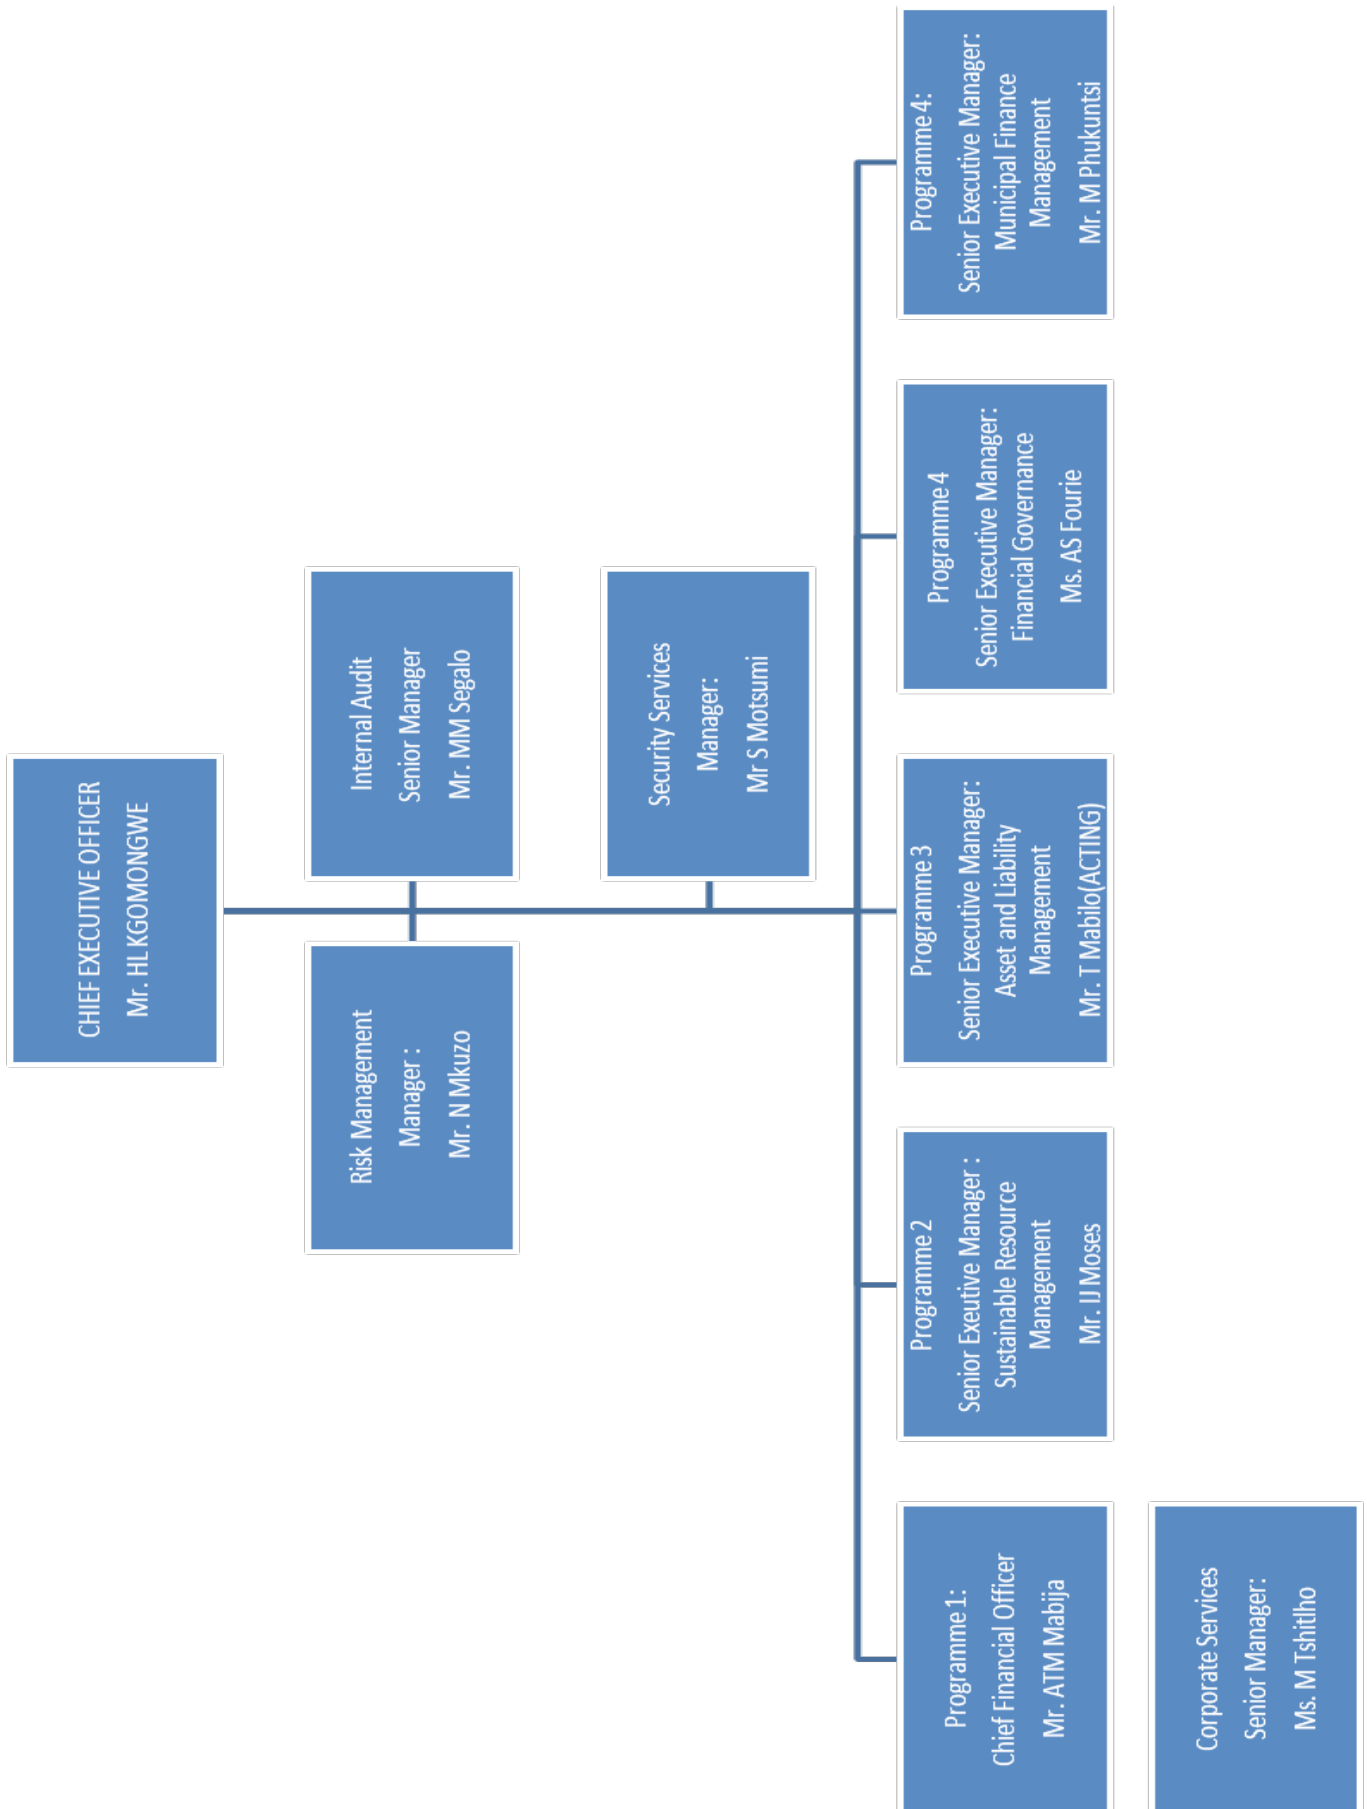 CHIEF EXECUTIVE OFFICER
Mr. HL KGOMONGWE
Risk Management
Manager :
Mr. N Mkuzo
Internal Audit
Senior Manager
Mr. MM Segalo
Security Services
Manager:
Mr S Motsumi
Programme 1:
Chief Financial Officer
Mr. ATM Mabija
Programme 2
Senior Exeutive Manager :
Sustainable Resource
Management
Mr. IJ Moses
Programme 3
Senior Executive Manager:
Asset and Liability
Management
Mr. T Mabilo(ACTING)
Programme 4
Senior Executive Manager:
Financial Governance
Ms. AS Fourie
Programme 4:
Senior Executive Manager:
Municipal Finance
Management
Mr. M Phukuntsi
Corporate Services
Senior Manager:
Ms. M Tshitlho